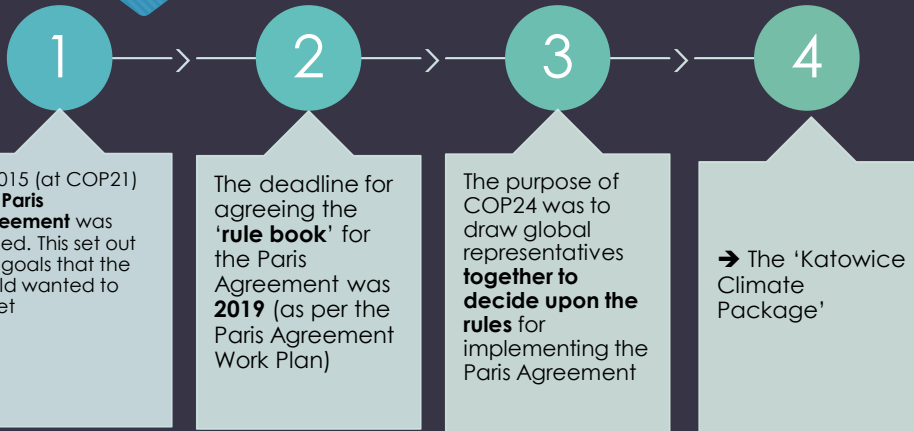 1
2
3
4
015 (at COP21)
Paris
eement was
ed. This set out
goals that the
ld wanted to
et
The deadline for
agreeing the
‘rule book’ for
the Paris
Agreement was
2019 (as per the
Paris Agreement
Work Plan)
The purpose of
COP24 was to
draw global
representatives
together to
decide upon the
rules for
implementing the
Paris Agreement
➔ The ‘Katowice
Climate
Package’